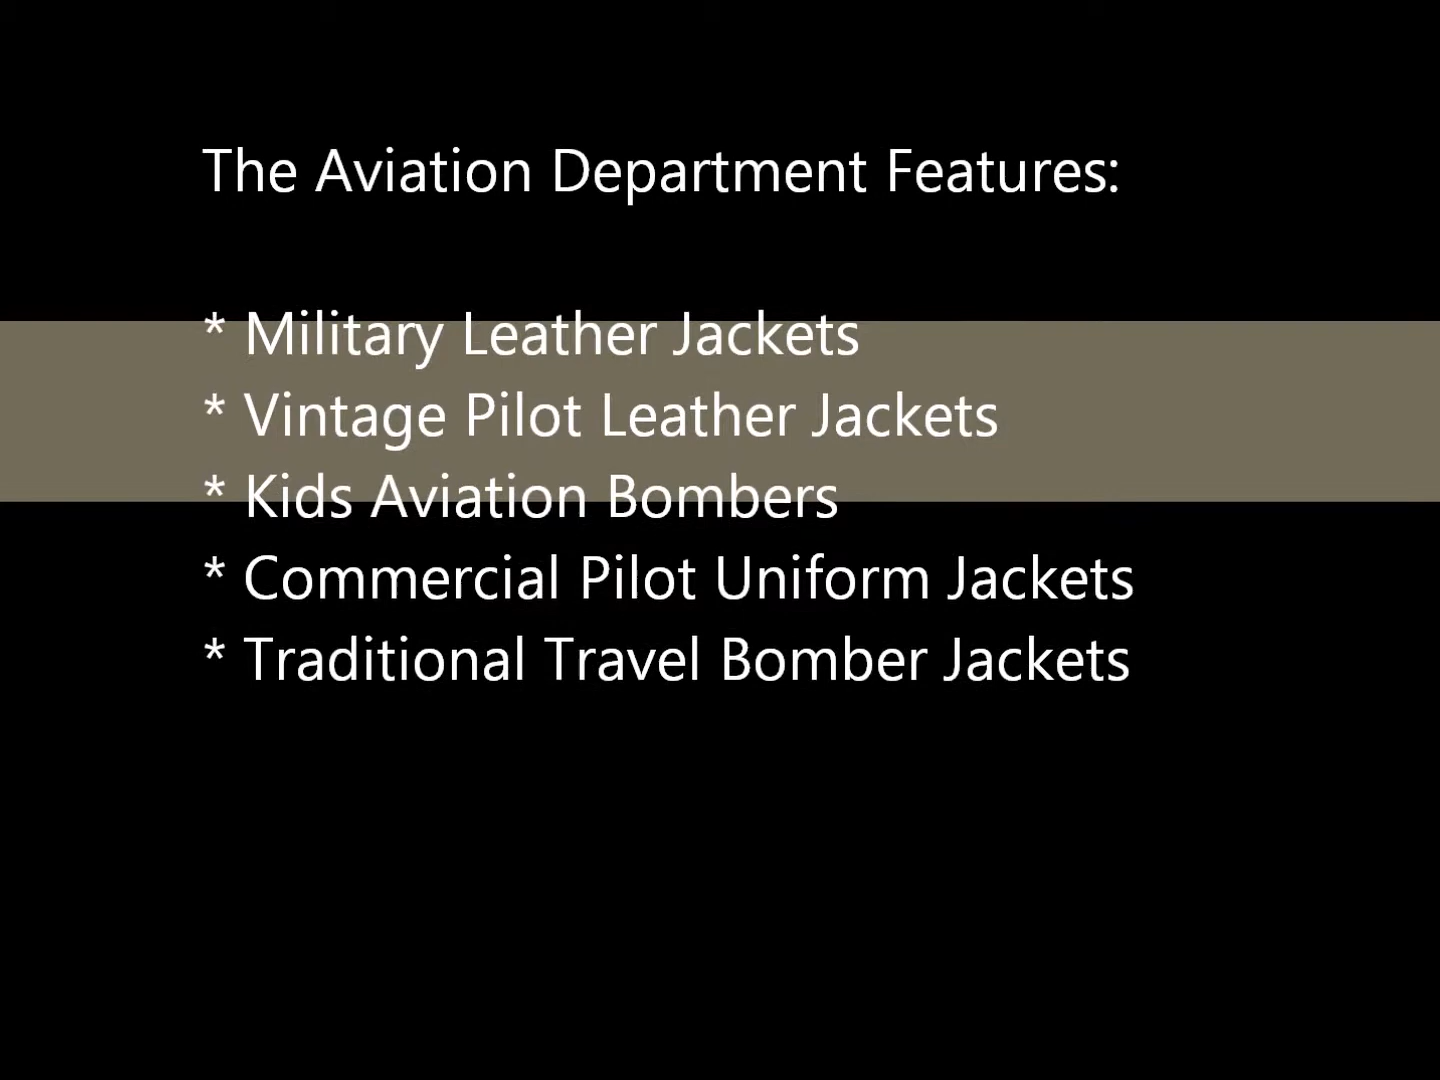 The Aviation Department Features:
* Military Leather Jackets
* Vintage Pilot Leather Jackets
* Kids Aviation Bombers
* Commercial Pilot Uniform Jackets
* Traditional Travel Bomber Jackets